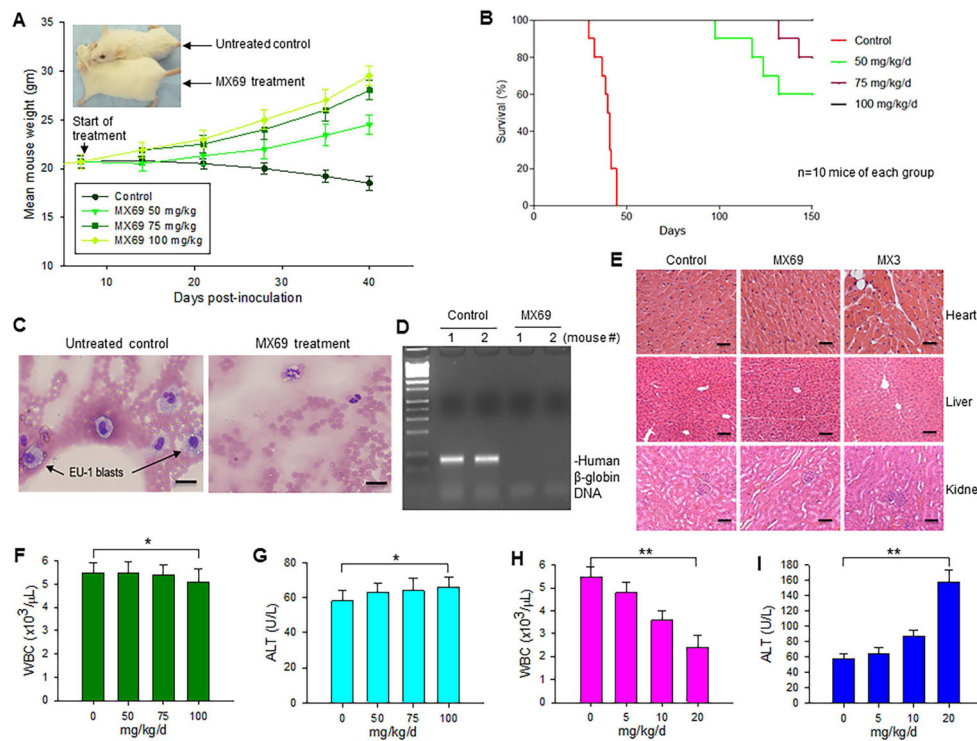 A
Mean mouse weight (gm)
35
30
25
20
15
Untreated control
MX69 treatment
Start of
treatment
Control
MX69 50 mg/kg
MX69 75 mg/kg
MX69 100 mg/kg
10 20 30 40
Days post-inoculation
B
Survival (%)
100
80
60
40
20
0
0 50 100 150
Days
Control
50 mg/kg/d
75 mg/kg/d
100 mg/kg/d
n=10 mice of each group
C
Untreated control
MX69 treatment
EU-1 blasts
D
Control MX69
1 2 1 2 (mouse #)
-Human
β-globin
DNA
E
Control MX69 MX3
Heart
Liver
Kidne
F
WBC (x10³/µL)
6
5
4
3
2
1
0
*
0 50 75 100
mg/kg/d
G
ALT (U/L)
80
60
40
20
0
*
0 50 75 100
mg/kg/d
H
WBC (x10³/µL)
6
5
4
3
2
1
0
**
0 5 10 20
mg/kg/d
I
ALT (U/L)
180
160
140
120
100
80
60
40
20
0
**
0 5 10 20
mg/kg/d